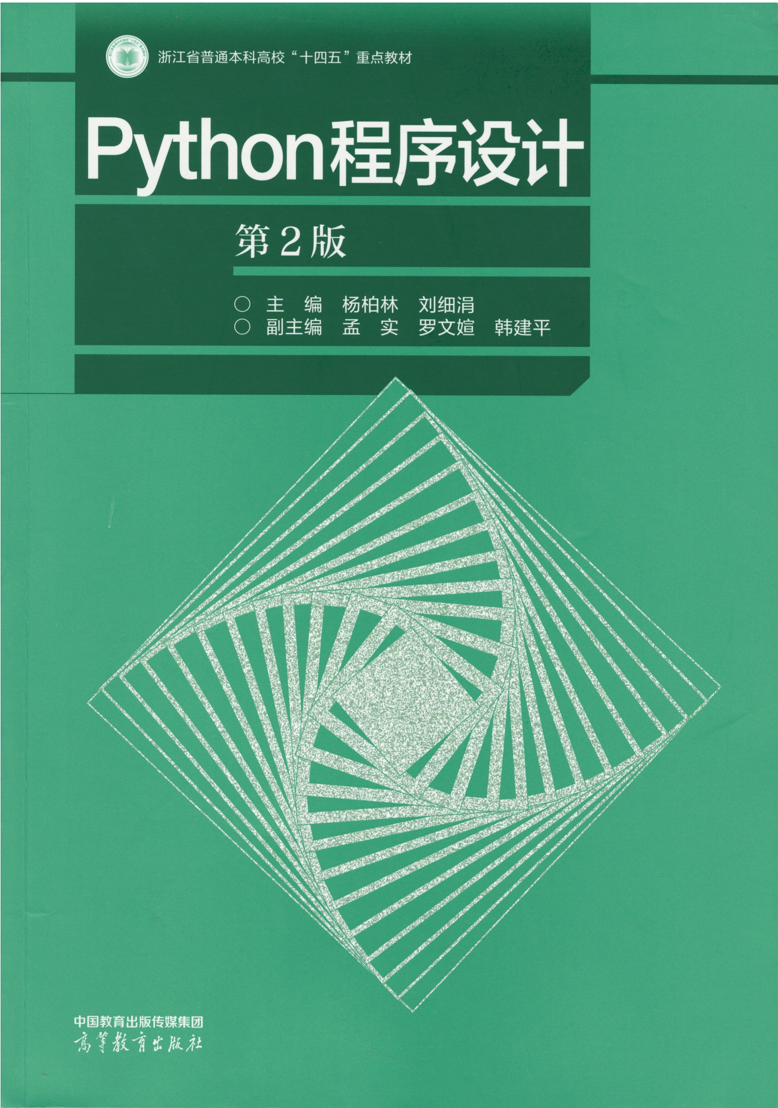 浙江省普通本科高校“十四五”重点教材
Python程序设计
第2版
○ 主 编 杨柏林 刘细涓
○ 副主编 孟 实 罗文媗 韩建平
中国教育出版传媒集团
高等教育出版社